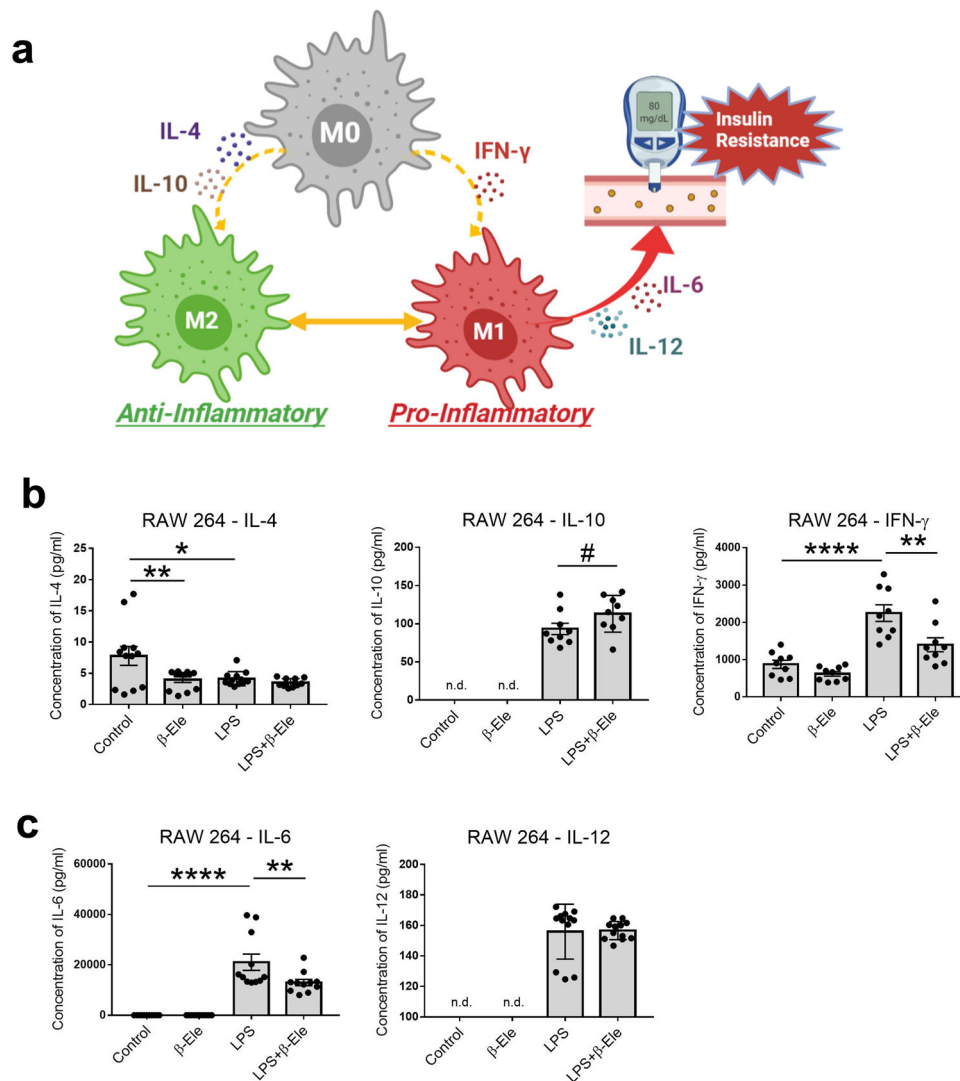 a
M0
IL-4
IL-10
IFN-γ
80
mg/dL
Insulin
Resistance
M2
M1
IL-6
IL-12
Anti-Inflammatory
Pro-Inflammatory
b
RAW 264 - IL-4
Concentration of IL-4 (pg/ml)
25
20
15
10
5
0
*
**
Control
β-Ele
LPS
LPS+β-Ele
RAW 264 - IL-10
Concentration of IL-10 (pg/ml)
200
150
100
50
0
#
n.d.
n.d.
Control
β-Ele
LPS
LPS+β-Ele
RAW 264 - IFN-γ
Concentration of IFN-γ (pg/ml)
4000
3000
2000
1000
0
****
**
Control
β-Ele
LPS
LPS+β-Ele
c
RAW 264 - IL-6
Concentration of IL-6 (pg/ml)
60000
40000
20000
0
****
**
Control
β-Ele
LPS
LPS+β-Ele
RAW 264 - IL-12
Concentration of IL-12 (pg/ml)
200
180
160
140
120
100
n.d.
n.d.
Control
β-Ele
LPS
LPS+β-Ele